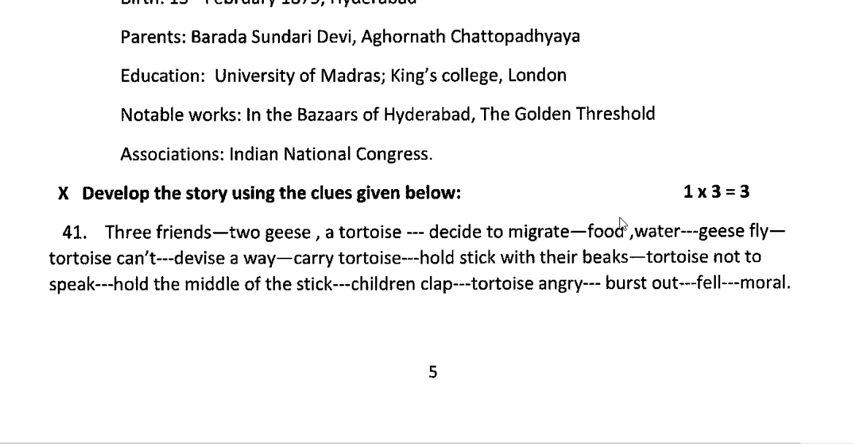 Parents: Barada Sundari Devi, Aghornath Chattopadhyaya
Education: University of Madras; King's college, London
Notable works: In the Bazaars of Hyderabad, The Golden Threshold
Associations: Indian National Congress.
X Develop the story using the clues given below: 1 x 3 = 3
41. Three friends—two geese , a tortoise --- decide to migrate—food ,water---geese fly—
tortoise can't---devise a way—carry tortoise---hold stick with their beaks—tortoise not to
speak---hold the middle of the stick---children clap---tortoise angry--- burst out---fell---moral.
5